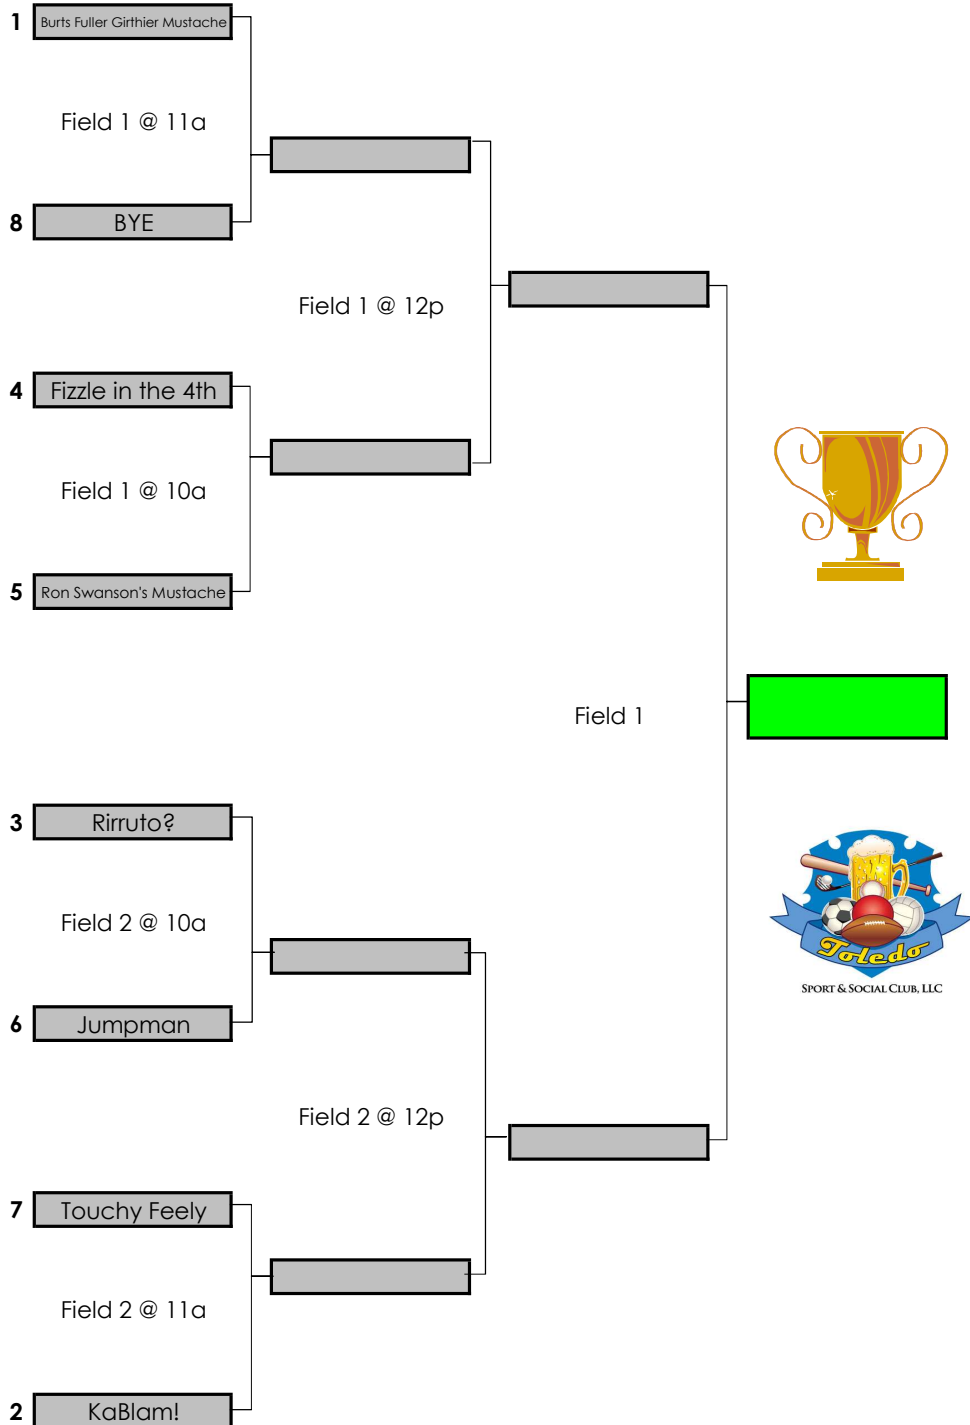 1 Burts Fuller Girthier Mustache
Field 1 @ 11a
8 BYE
Field 1 @ 12p
4 Fizzle in the 4th
Field 1 @ 10a
5 Ron Swanson's Mustache
Field 1
3 Rirruto?
Field 2 @ 10a
6 Jumpman
Toledo
SPORT & SOCIAL CLUB, LLC
Field 2 @ 12p
7 Touchy Feely
Field 2 @ 11a
2 KaBlam!